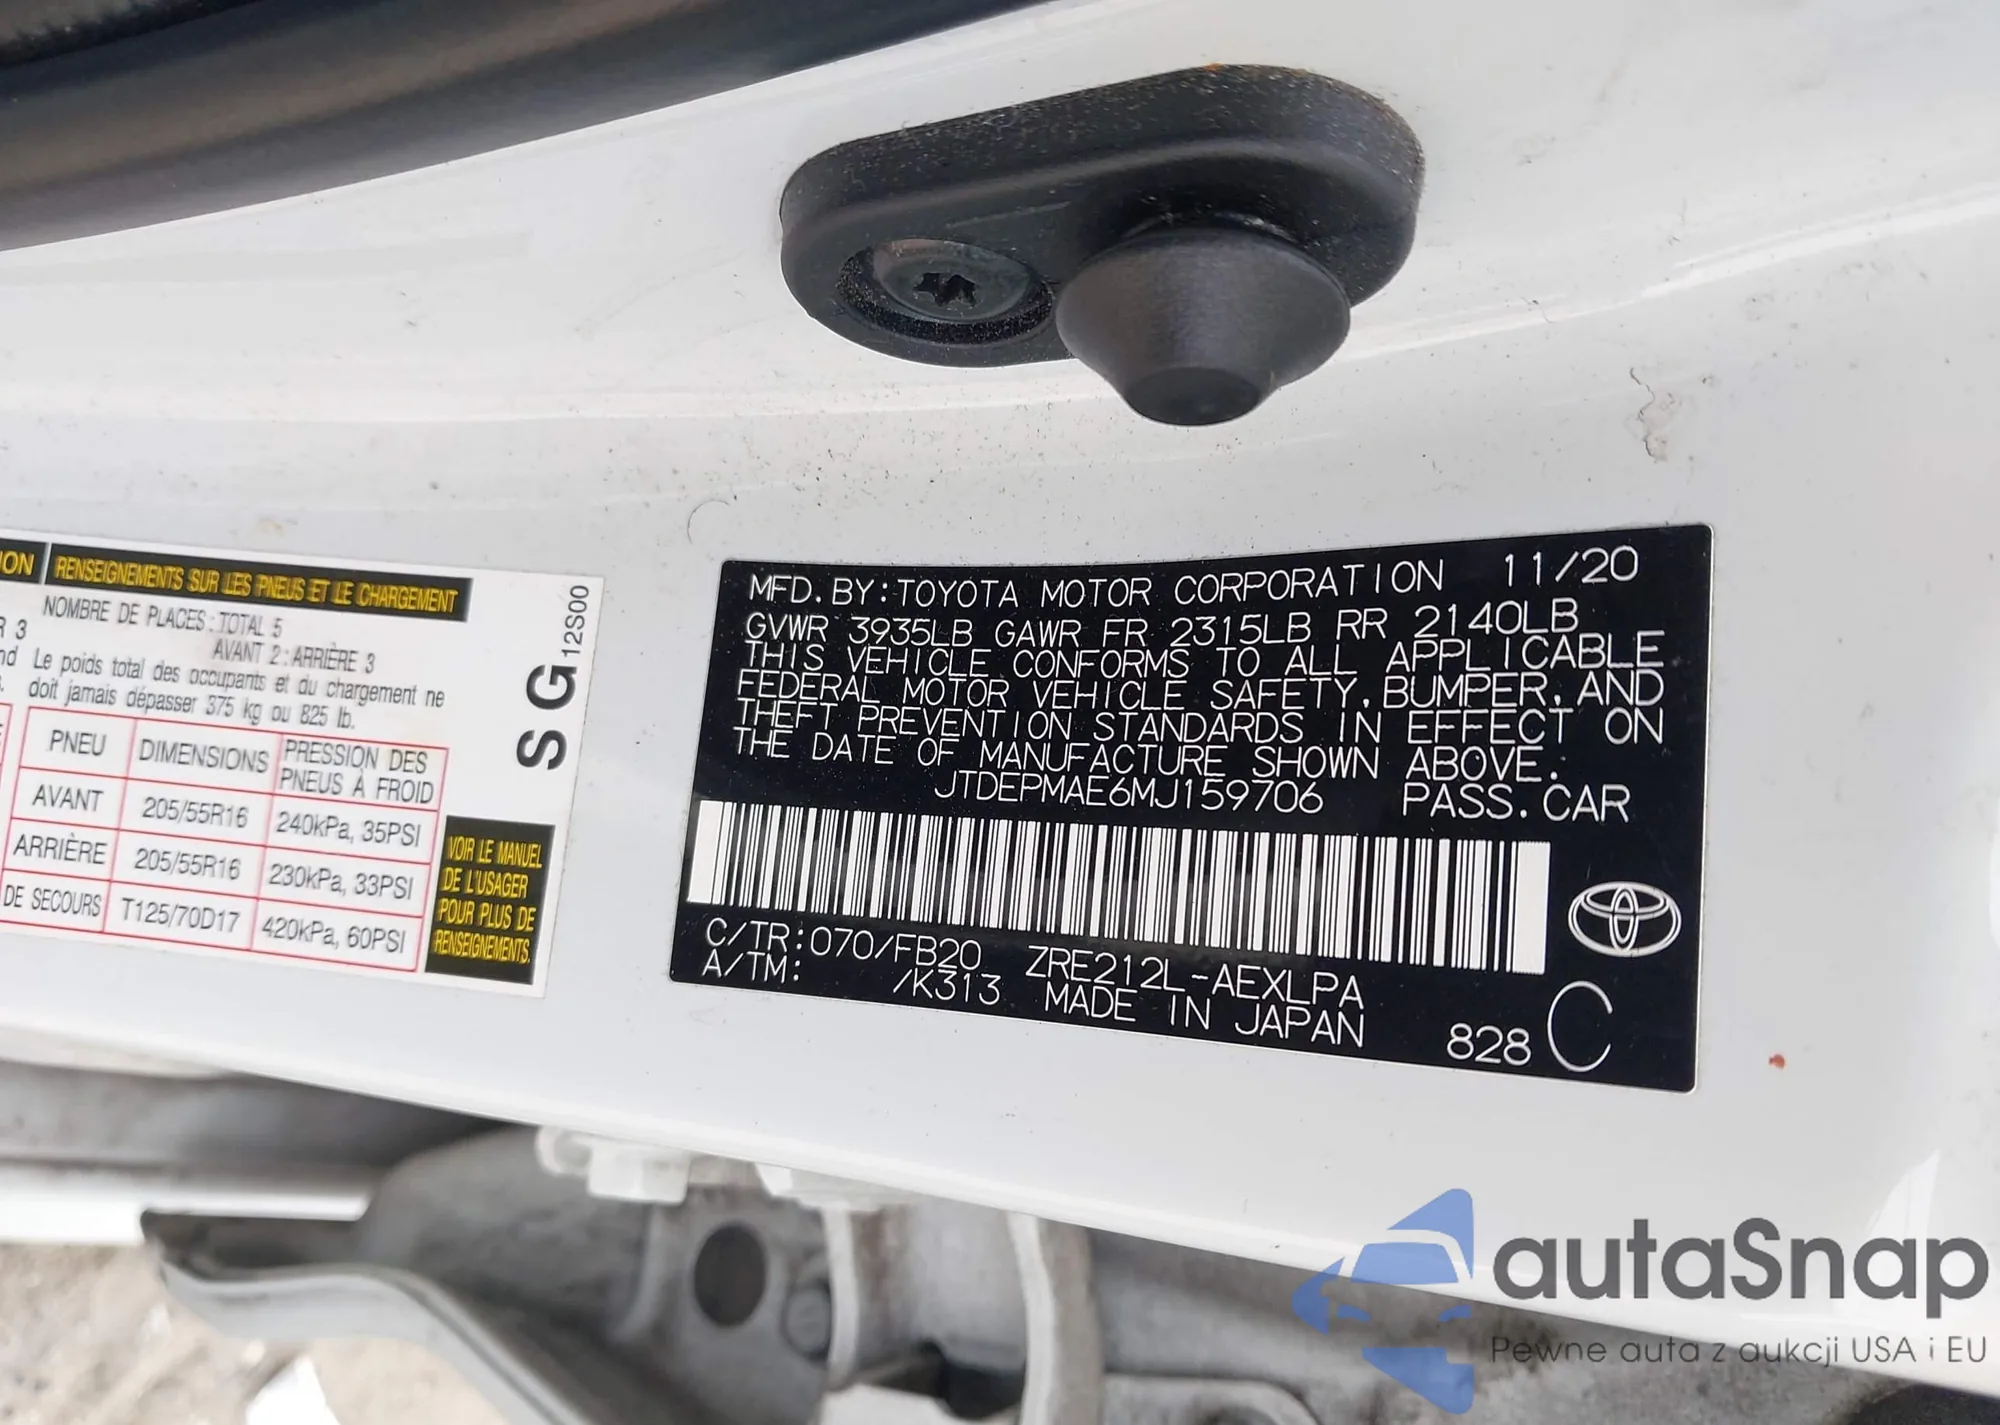 ION
RENSEIGNEMENTS SUR LES PNEUS ET LE CHARGEMENT
NOMBRE DE PLACES : TOTAL 5
R 3
AVANT 2 : ARRIÈRE 3
nd
Le poids total des occupants et du chargement ne
s.
doit jamais dépasser 375 kg ou 825 lb.
PNEU DIMENSIONS PRESSION DES PNEUS À FROID
AVANT 205/55R16 240kPa, 35PSI
ARRIÈRE 205/55R16 230kPa, 33PSI
DE SECOURS T125/70D17 420kPa, 60PSI
VOIR LE MANUEL
DE L'USAGER
POUR PLUS DE
RENSEIGNEMENTS.
S G 12S00
MFD. BY: TOYOTA MOTOR CORPORATION 11/20
GVWR 3935LB GAWR FR 2315LB RR 2140LB
THIS VEHICLE CONFORMS TO ALL APPLICABLE
FEDERAL MOTOR VEHICLE SAFETY, BUMPER, AND
THEFT PREVENTION STANDARDS IN EFFECT ON
THE DATE OF MANUFACTURE SHOWN ABOVE.
JTDEPMAE6MJ159706 PASS. CAR
C/TR: 070/FB20 ZRE212L-AEXLPA
A/TM: /K313 MADE IN JAPAN 828 C
autaSnap
Pewne auta z aukcji USA i EU